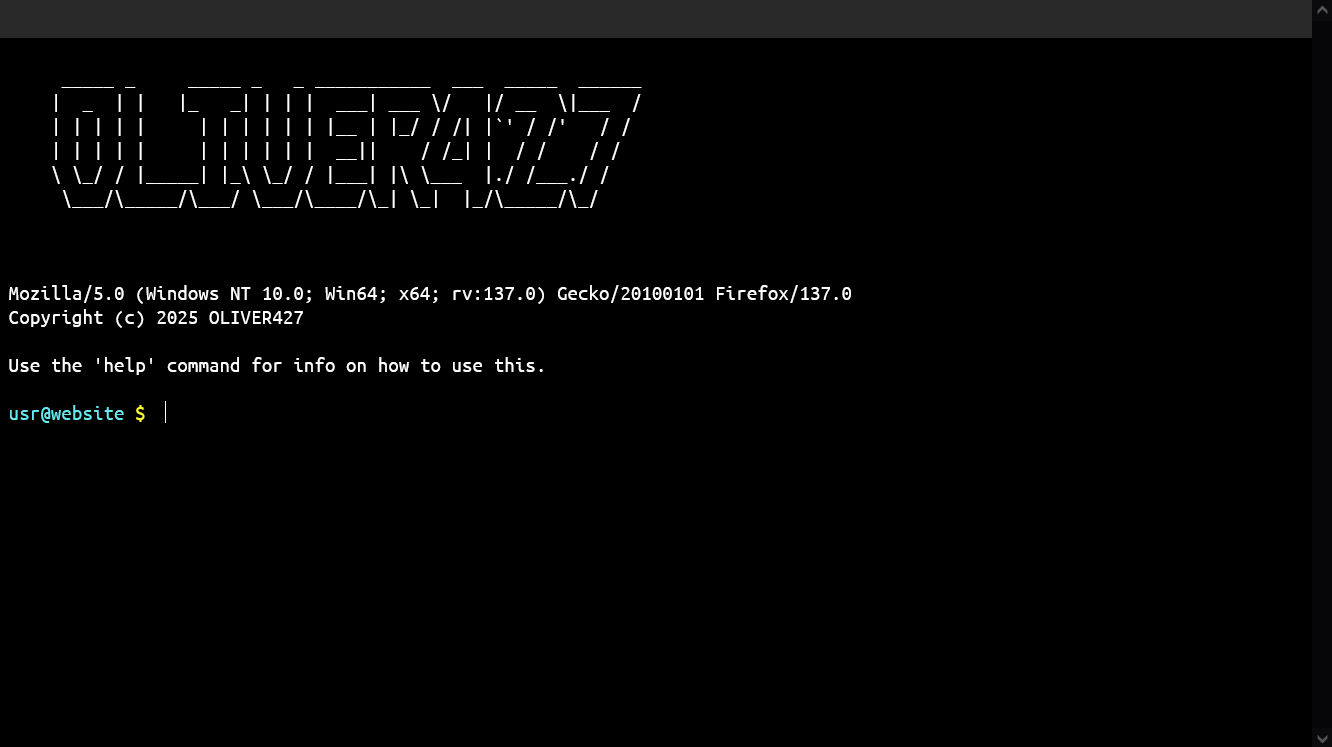 OLIVER427
Mozilla/5.0 (Windows NT 10.0; Win64; x64; rv:137.0) Gecko/20100101 Firefox/137.0
Copyright (c) 2025 OLIVER427
Use the 'help' command for info on how to use this.
usr@website $